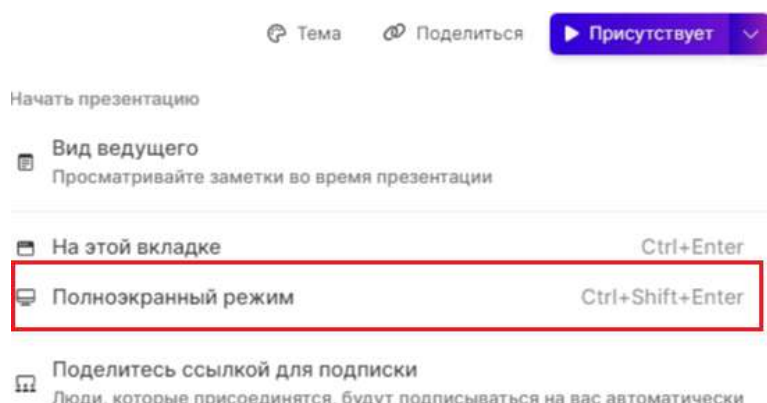 Тема Поделиться Присутствует
Начать презентацию
Вид ведущего
Просматривайте заметки во время презентации
На этой вкладке Ctrl+Enter
Полноэкранный режим Ctrl+Shift+Enter
Поделитесь ссылкой для подписки
Люди, которые присоединятся, будут подписываться на вас автоматически